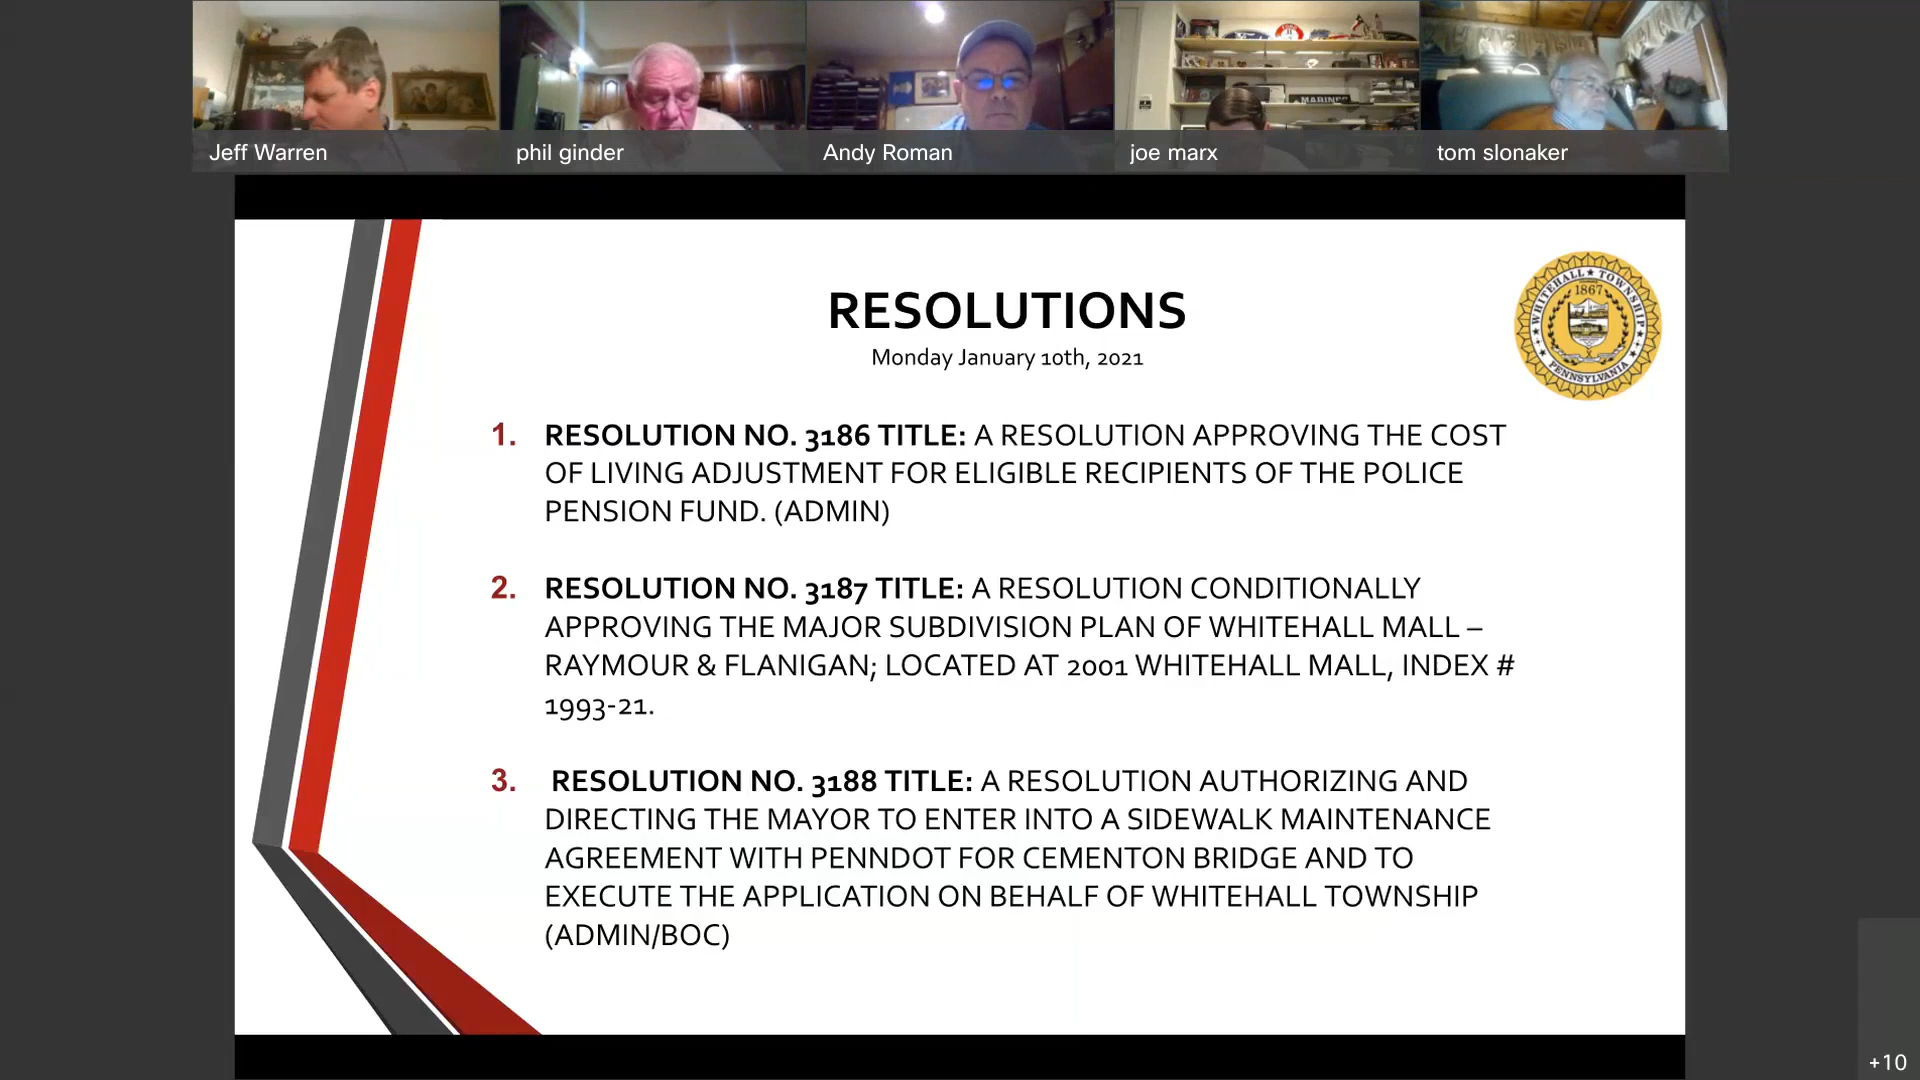 MARINES
Jeff Warren
phil ginder
Andy Roman
joe marx
tom slonaker
WHITEHALL ★ TOWNSHIP
1867
PENNSYLVANIA
RESOLUTIONS
Monday January 10th, 2021
1. RESOLUTION NO. 3186 TITLE: A RESOLUTION APPROVING THE COST
OF LIVING ADJUSTMENT FOR ELIGIBLE RECIPIENTS OF THE POLICE
PENSION FUND. (ADMIN)
2. RESOLUTION NO. 3187 TITLE: A RESOLUTION CONDITIONALLY
APPROVING THE MAJOR SUBDIVISION PLAN OF WHITEHALL MALL –
RAYMOUR & FLANIGAN; LOCATED AT 2001 WHITEHALL MALL, INDEX #
1993-21.
3. RESOLUTION NO. 3188 TITLE: A RESOLUTION AUTHORIZING AND
DIRECTING THE MAYOR TO ENTER INTO A SIDEWALK MAINTENANCE
AGREEMENT WITH PENNDOT FOR CEMENTON BRIDGE AND TO
EXECUTE THE APPLICATION ON BEHALF OF WHITEHALL TOWNSHIP
(ADMIN/BOC)
+10